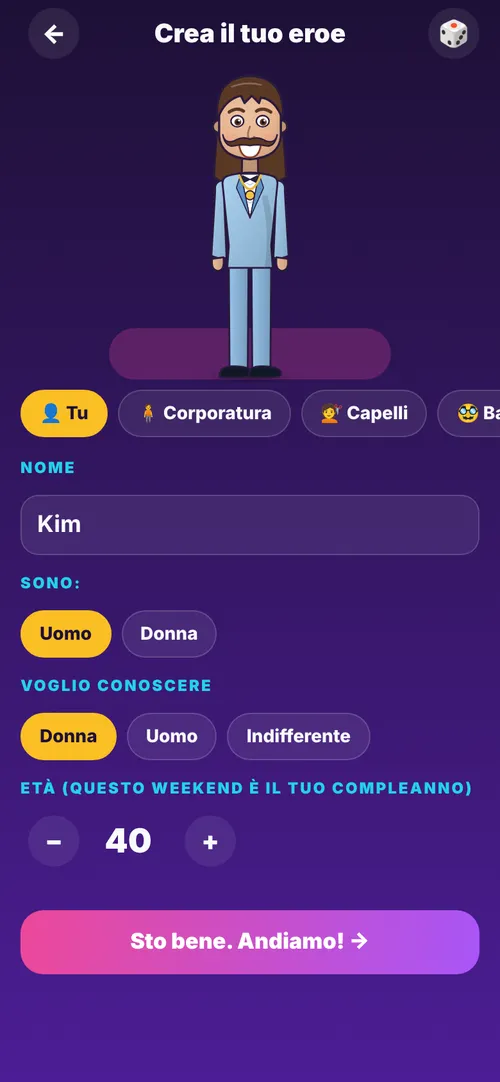 Crea il tuo eroe
Tu
Corporatura
Capelli
NOME
Kim
SONO:
Uomo
Donna
VOGLIO CONOSCERE
Donna
Uomo
Indifferente
ETÀ (QUESTO WEEKEND È IL TUO COMPLEANNO)
− 40 +
Sto bene. Andiamo! →